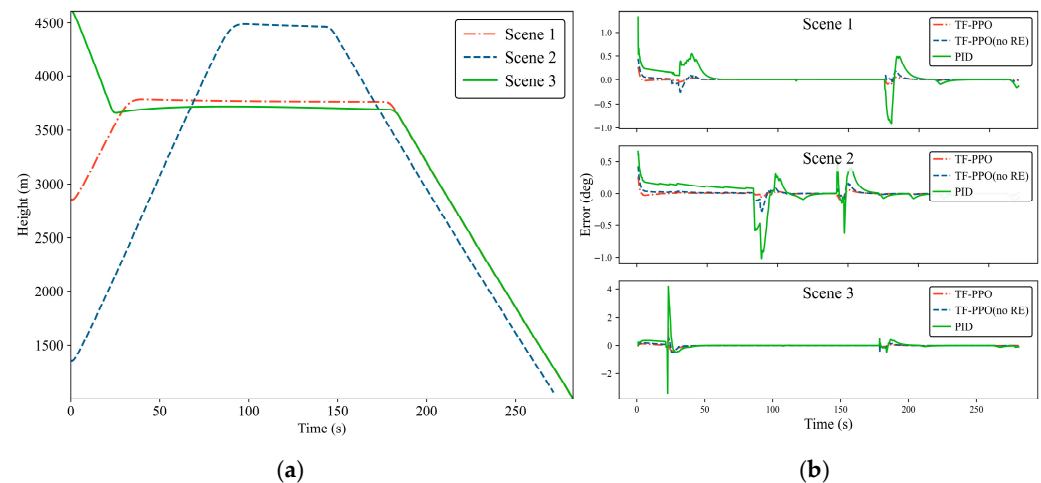 4500
4000
3500
3000
2500
4000
1500
Height (m)
0
50
100
150
200
250
Time (s)
Scene 1
Scene 2
Scene 3
(a)
Scene 1
1.0
0.5
0.0
−0.5
−1.0
TF-PPO
TF-PPO(no RE)
PID
Scene 2
0.5
0.0
−0.5
−1.0
Error (deg)
TF-PPO
TF-PPO(no RE)
PID
Scene 3
4
2
0
−2
TF-PPO
TF-PPO(no RE)
PID
0
50
100
150
200
250
Time (s)
(b)